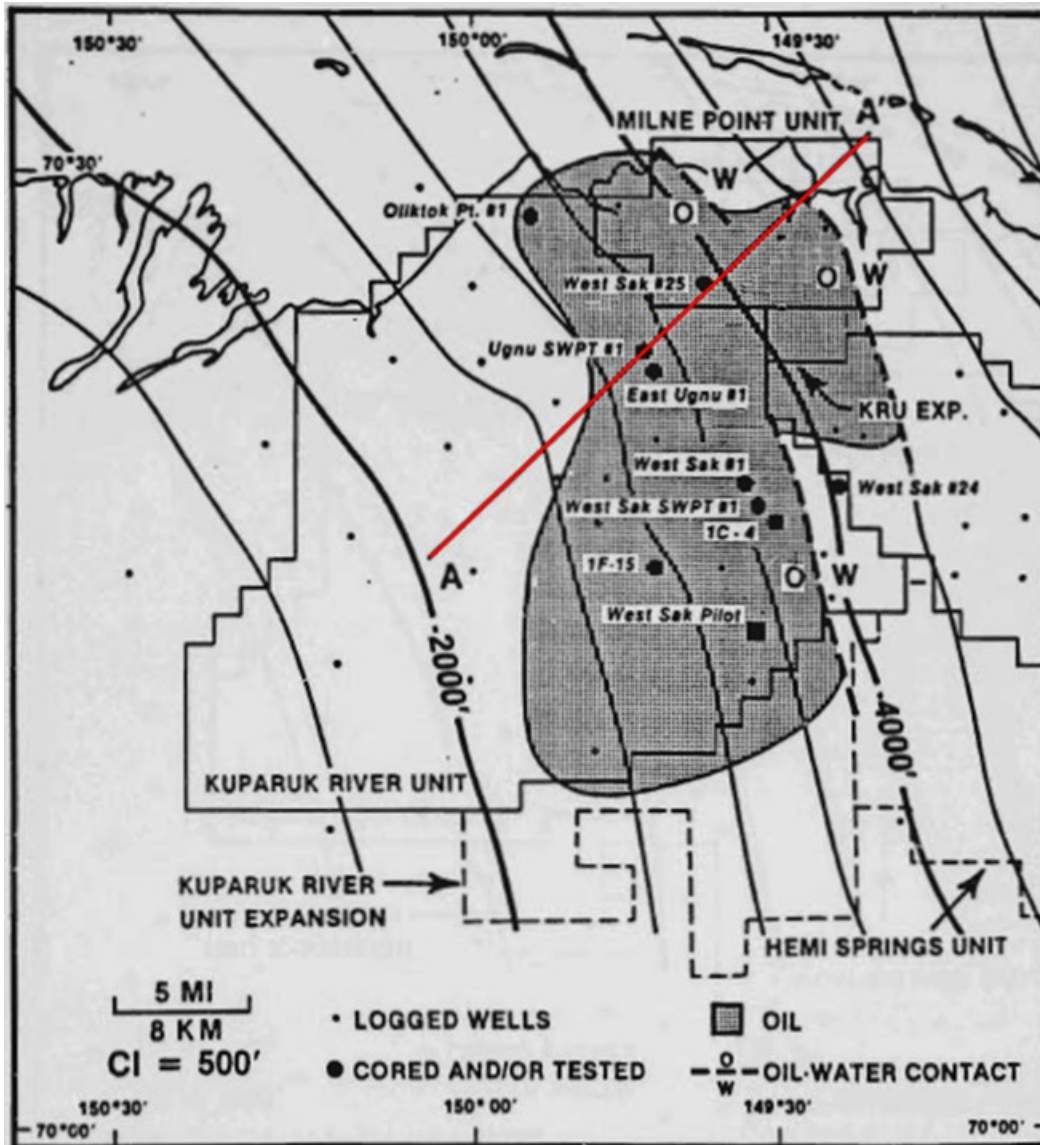 150°30' 150°00' 149°30'
A'
MILNE POINT UNIT
70°30'
W
Oliktok Pt. #1
O
W
O
West Sak #25
Ugnu SWPT #1
East Ugnu #1
KRU EXP.
West Sak #1
West Sak #24
West Sak SWPT #1
1C-4
A
1F-15
O
W
West Sak Pilot
2000'
4000'
KUPARUK RIVER UNIT
KUPARUK RIVER
UNIT EXPANSION
HEMI SPRINGS UNIT
5 MI
8 KM
CI = 500'
LOGGED WELLS
CORED AND/OR TESTED
OIL
O
W
OIL-WATER CONTACT
150°30' 150°00' 149°30'
70°00' 70°00'